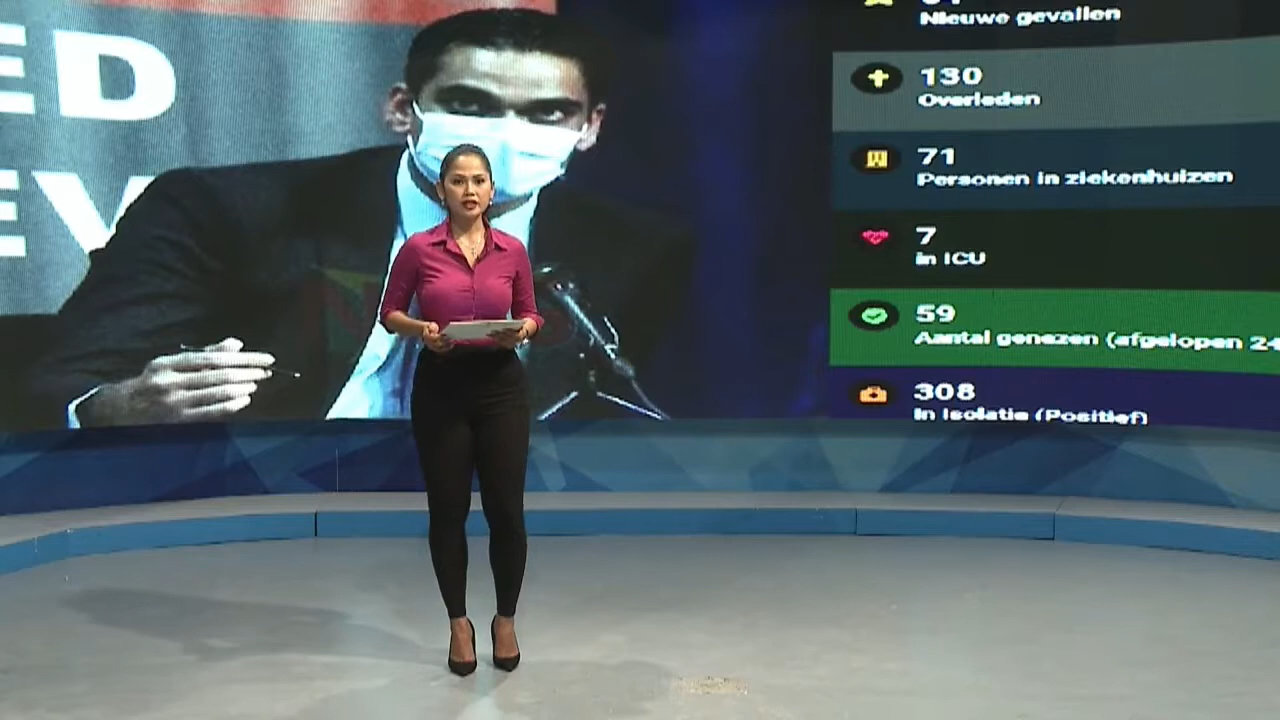 ED
EV
Nieuwe gevallen
130
Overleden
71
Personen in ziekenhuizen
7
in ICU
59
Aantal genezen (afgelopen 24
308
In Isolatie (Positief)